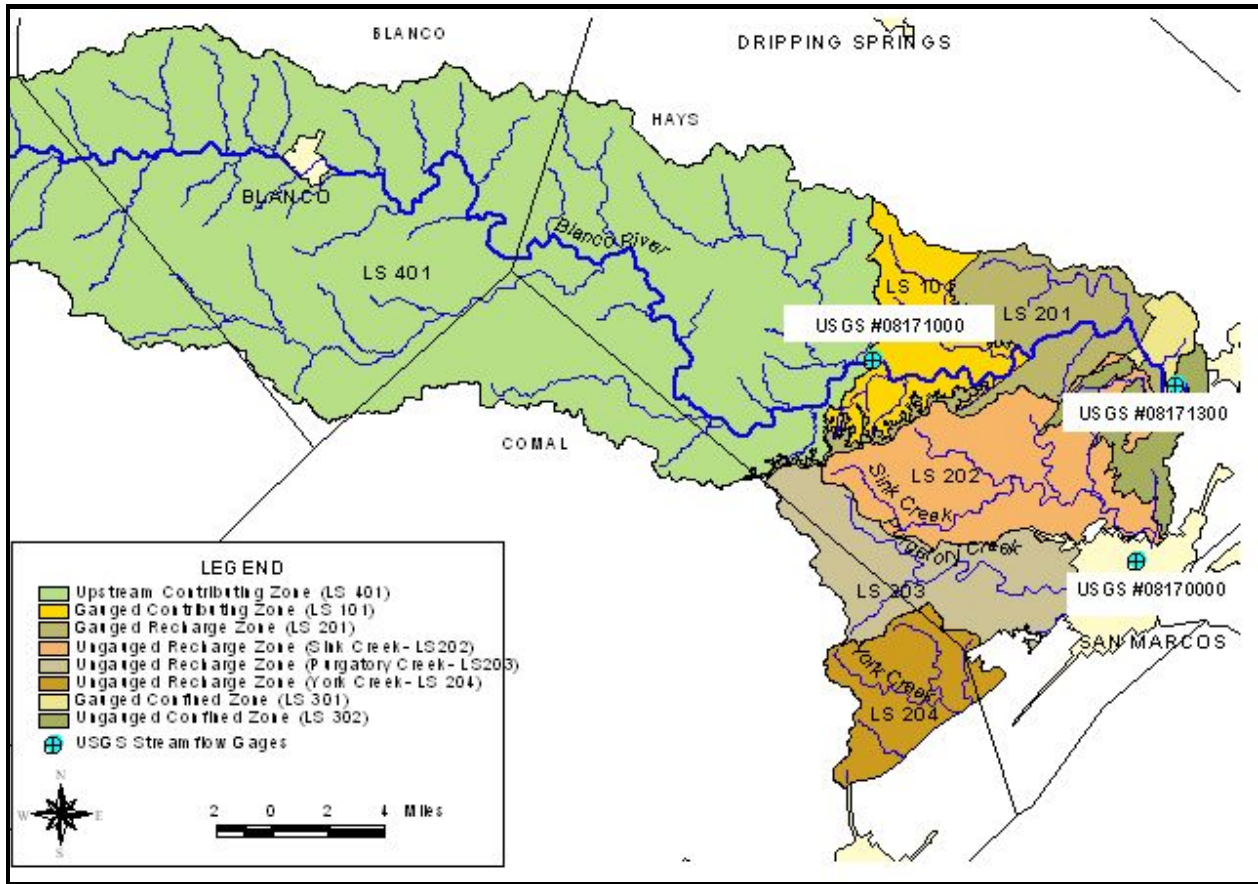 BLANCO
DRIPPING SPRINGS
HAYS
BLANCO
Blanco River
LS 401
LS 101
LS 201
USGS #08171000
USGS #08171300
COMAL
LS 202
Sink Creek
Purgatory Creek
LS 203
USGS #08170000
SAN MARCOS
York Creek
LS 204
LEGEND
Upstream Contributing Zone (LS 401)
Gauged Contributing Zone (LS 101)
Gauged Recharge Zone (LS 201)
Ungauged Recharge Zone (Sink Creek- LS202)
Ungauged Recharge Zone (Purgatory Creek- LS203)
Ungauged Recharge Zone (York Creek- LS 204)
Gauged Confined Zone (LS 301)
Ungauged Confined Zone (LS 302)
USGS Streamflow Gages
N
W E
S
2 0 2 4 Miles